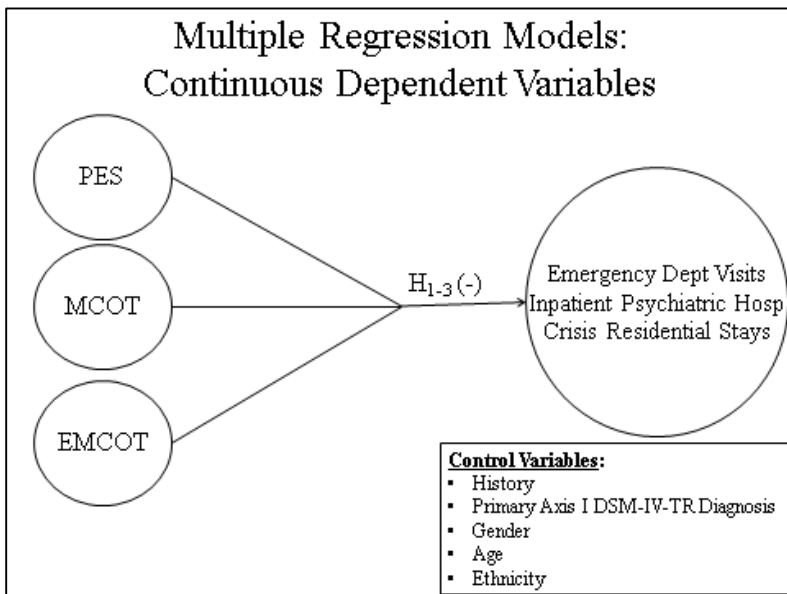 Multiple Regression Models:
Continuous Dependent Variables
PES
MCOT
EMCOT
H1-3 (-)
Emergency Dept Visits
Inpatient Psychiatric Hosp
Crisis Residential Stays
Control Variables:
▪ History
▪ Primary Axis I DSM-IV-TR Diagnosis
▪ Gender
▪ Age
▪ Ethnicity